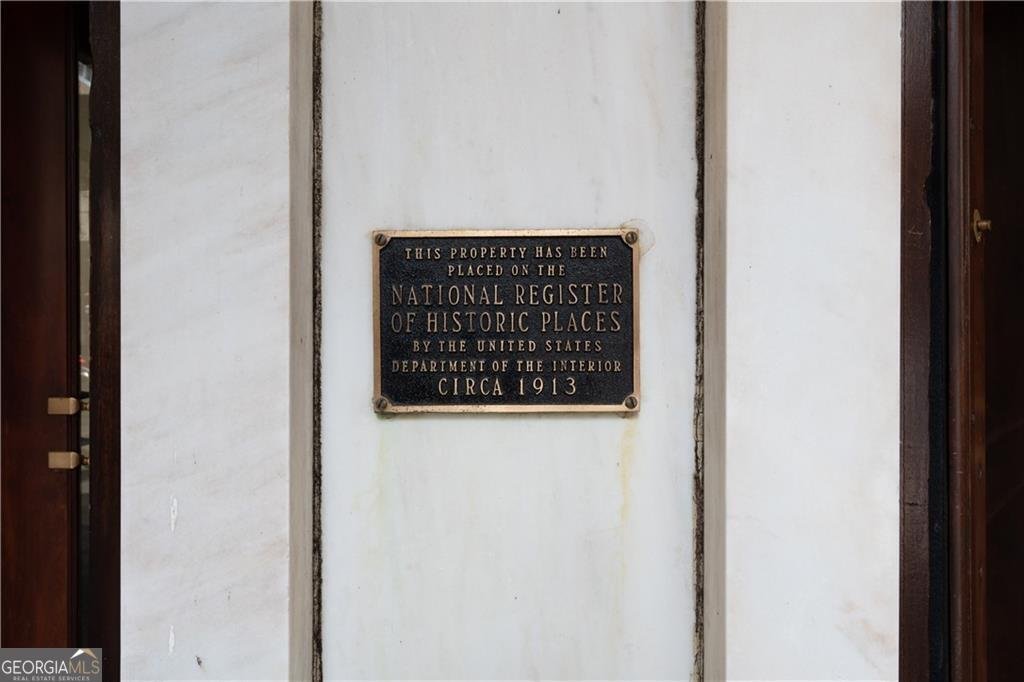 THIS PROPERTY HAS BEEN
PLACED ON THE
NATIONAL REGISTER
OF HISTORIC PLACES
BY THE UNITED STATES
DEPARTMENT OF THE INTERIOR
CIRCA 1913
GEORGIAMLS
REAL ESTATE SERVICES